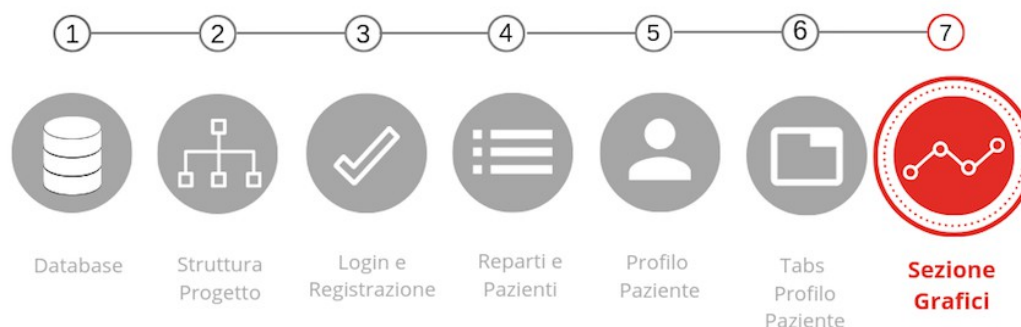 1 2 3 4 5 6 7
Database
Struttura
Progetto
Login e
Registrazione
Reparti e
Pazienti
Profilo
Paziente
Tabs
Profilo
Paziente
Sezione
Grafici